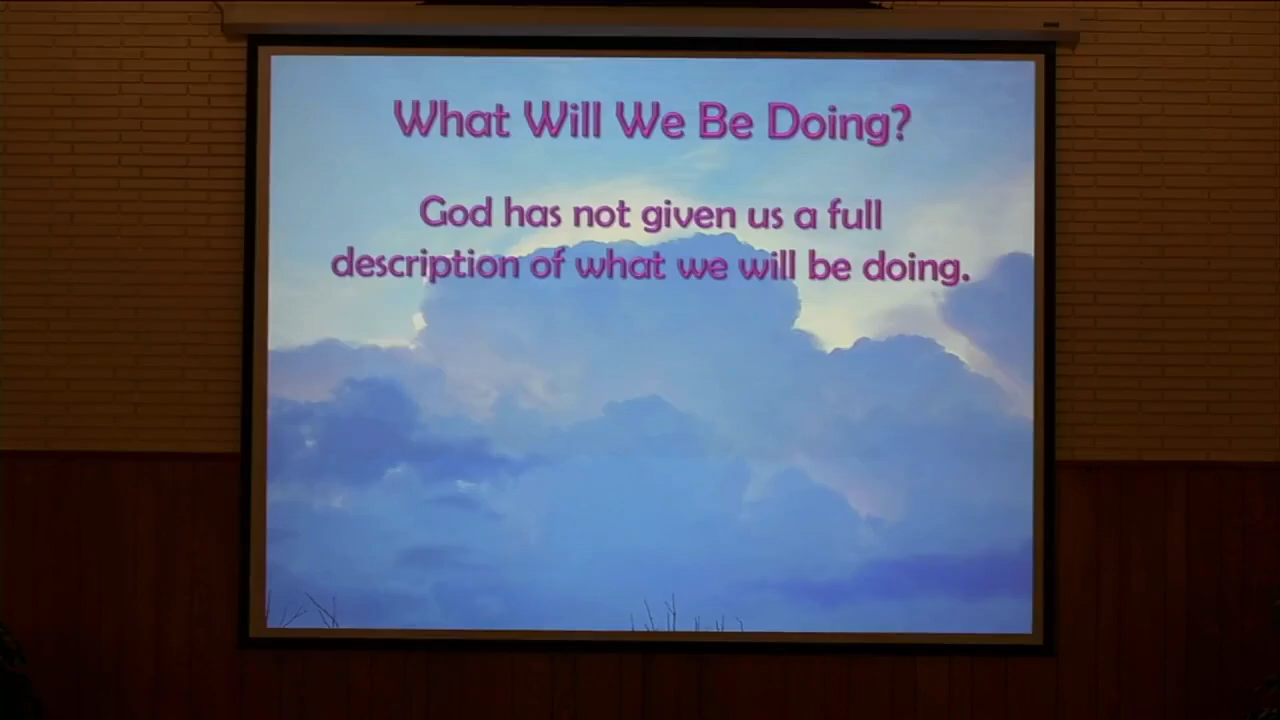 What Will We Be Doing?
God has not given us a full
description of what we will be doing.